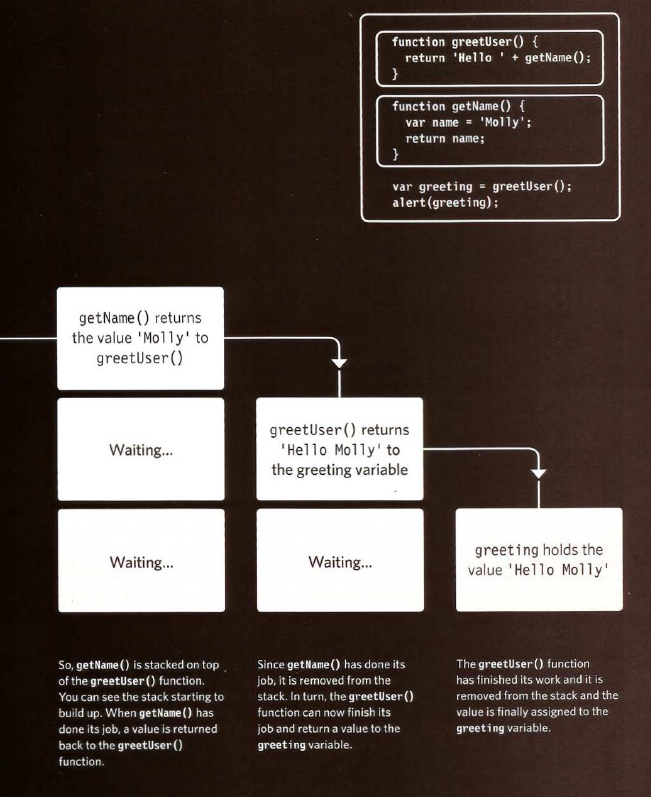 function greetUser() {
return 'Hello ' + getName();
}
function getName() {
var name = 'Molly';
return name;
}
var greeting = greetUser();
alert(greeting);
getName() returns
the value 'Molly' to
greetUser()
Waiting...
Waiting...
greetUser() returns
'Hello Molly' to
the greeting variable
Waiting...
greeting holds the
value 'Hello Molly'
So, getName() is stacked on top
of the greetUser() function.
You can see the stack starting to
build up. When getName() has
done its job, a value is returned
back to the greetUser()
function.
Since getName() has done its
job, it is removed from the
stack. In turn, the greetUser()
function can now finish its
job and return a value to the
greeting variable.
The greetUser() function
has finished its work and it is
removed from the stack and the
value is finally assigned to the
greeting variable.